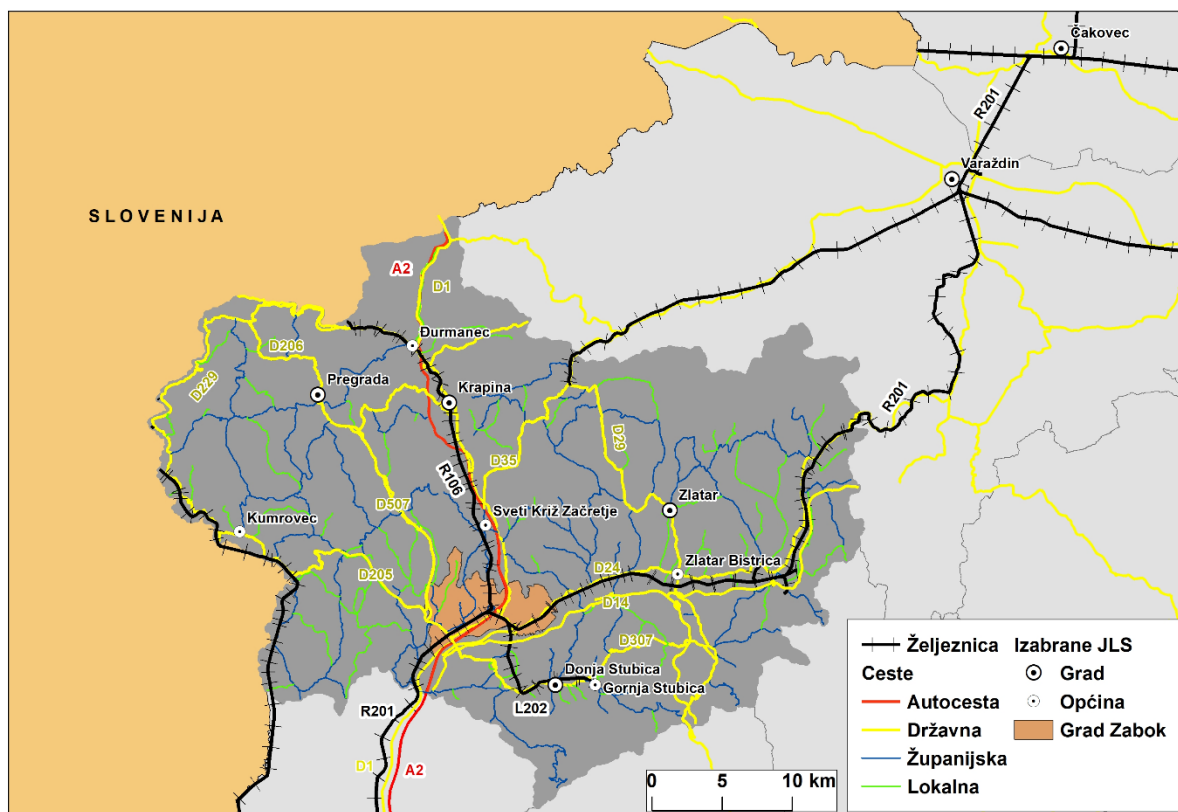 Čakovec
R201
Varaždin
SLOVENIJA
A2
D1
Đurmanec
D206
Pregrada
D229
Krapina
R201
D29
D35
R106
Zlatar
D507
Sveti Križ Začretje
Kumrovec
Zlatar Bistrica
D24
D205
D14
D307
Donja Stubica
Gornja Stubica
L202
R201
D1
A2
0 5 10 km
Željeznica
Ceste
Autocesta
Državna
Županijska
Lokalna
Izabrane JLS
Grad
Općina
Grad Zabok